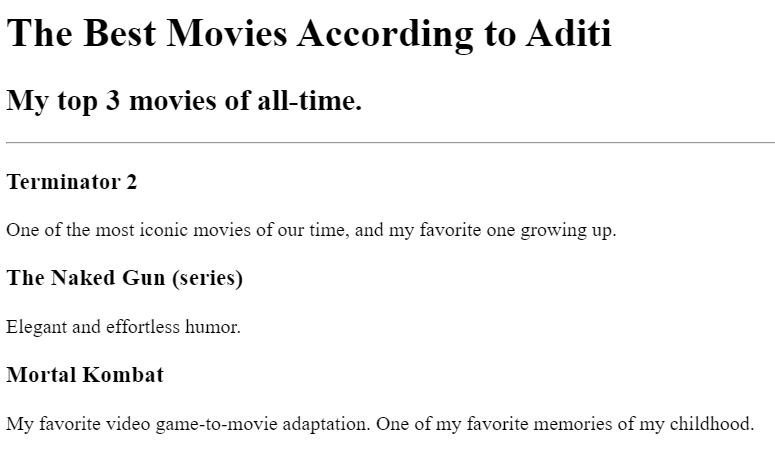 The Best Movies According to Aditi
My top 3 movies of all-time.
Terminator 2
One of the most iconic movies of our time, and my favorite one growing up.
The Naked Gun (series)
Elegant and effortless humor.
Mortal Kombat
My favorite video game-to-movie adaptation. One of my favorite memories of my childhood.